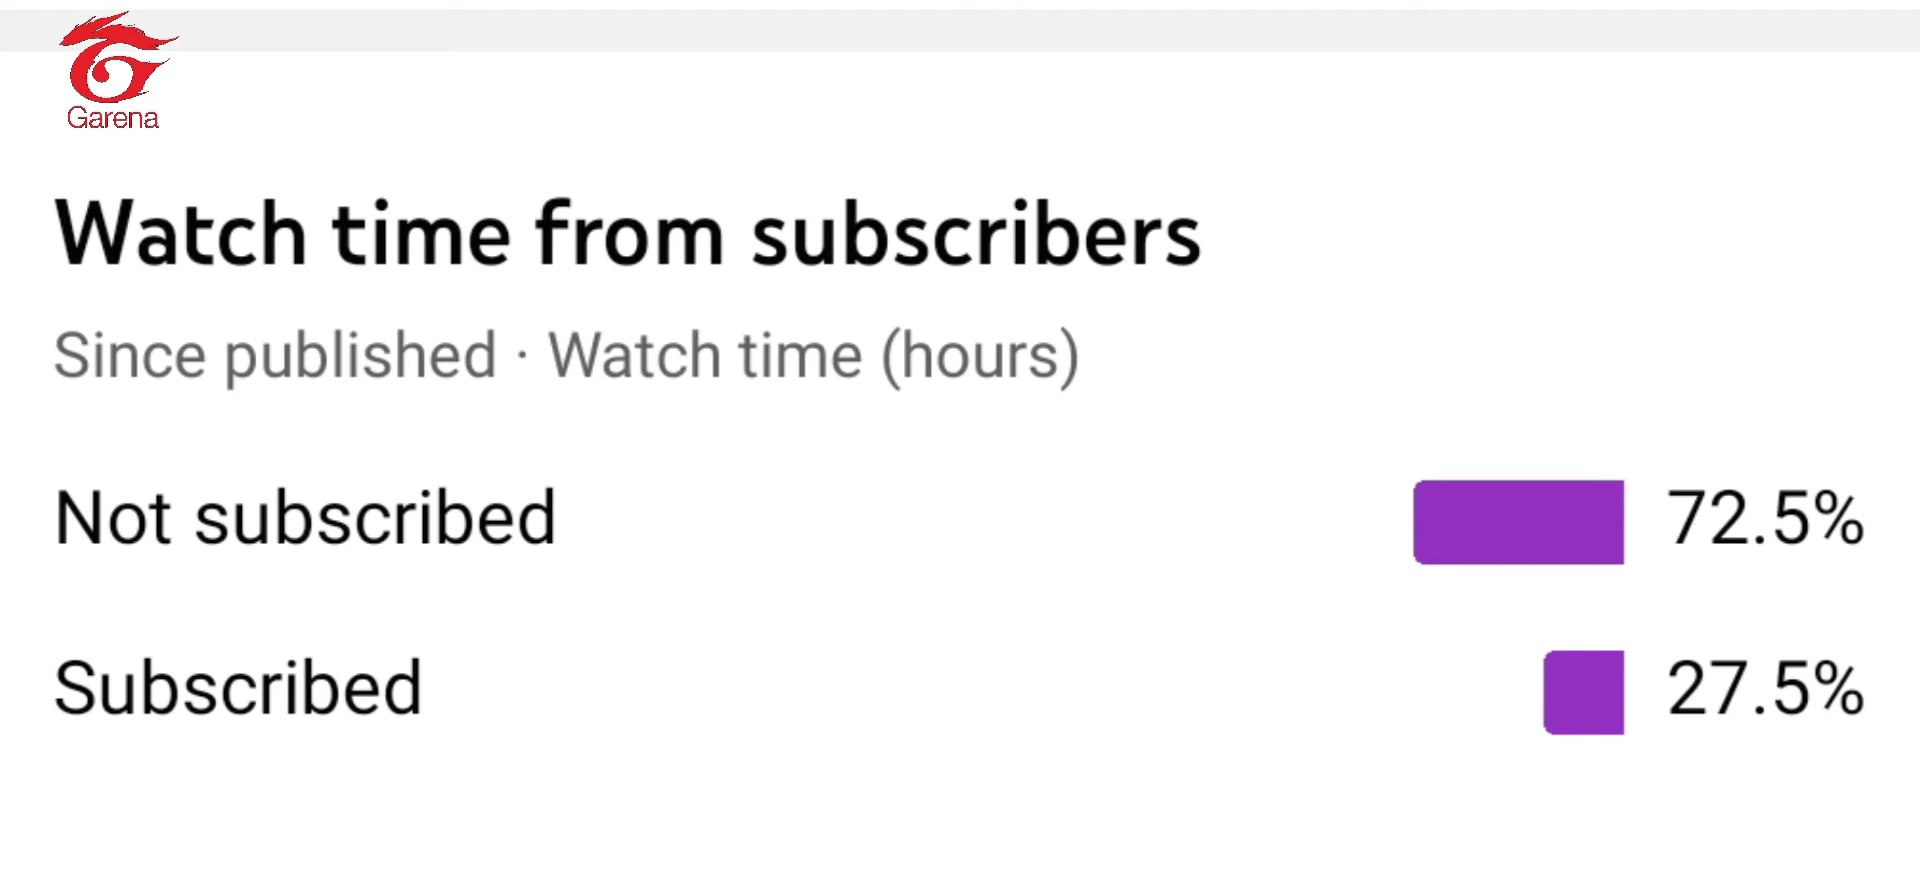 Garena
Watch time from subscribers
Since published · Watch time (hours)
Not subscribed 72.5%
Subscribed 27.5%